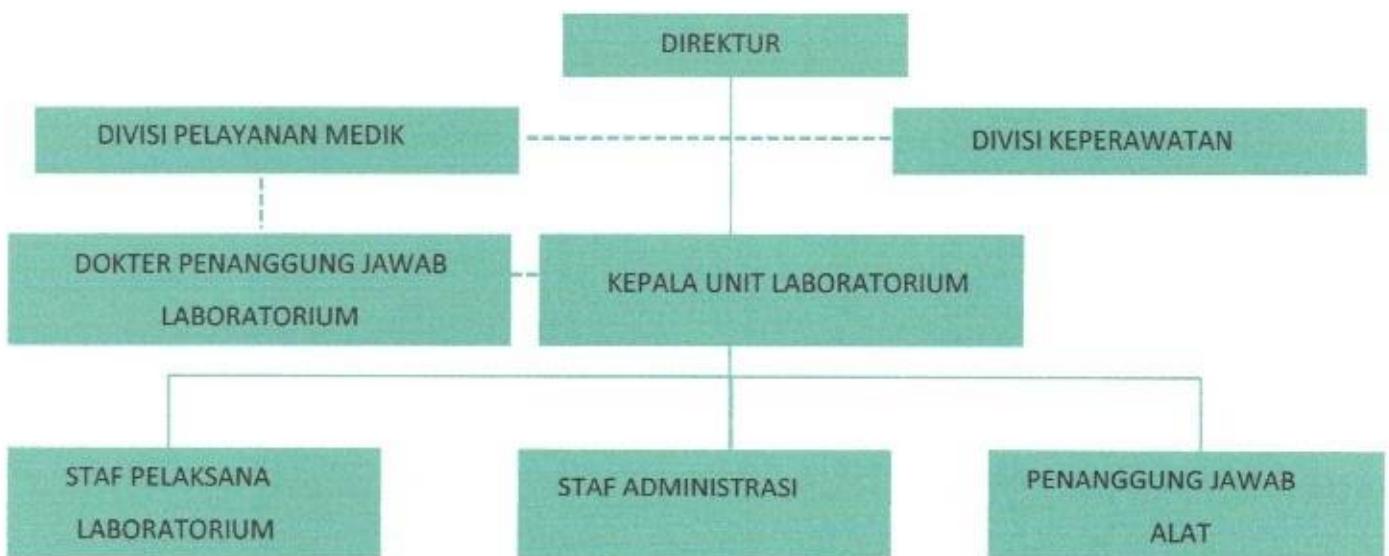 DIREKTUR
DIVISI PELAYANAN MEDIK
DIVISI KEPERAWATAN
DOKTER PENANGGUNG JAWAB
LABORATORIUM
KEPALA UNIT LABORATORIUM
STAF PELAKSANA
LABORATORIUM
STAF ADMINISTRASI
PENANGGUNG JAWAB
ALAT